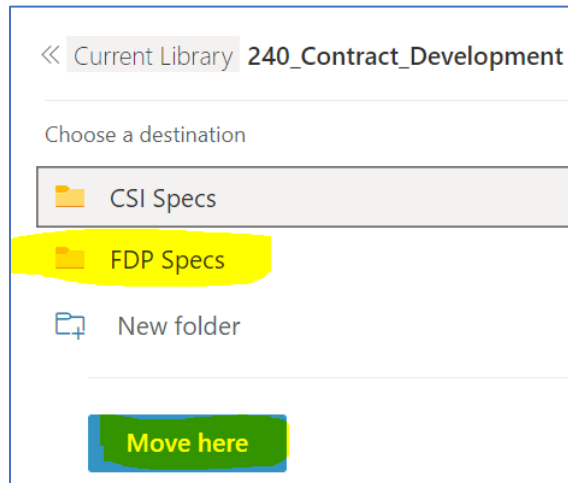 Current Library 240_Contract_Development
Choose a destination
CSI Specs
FDP Specs
New folder
Move here